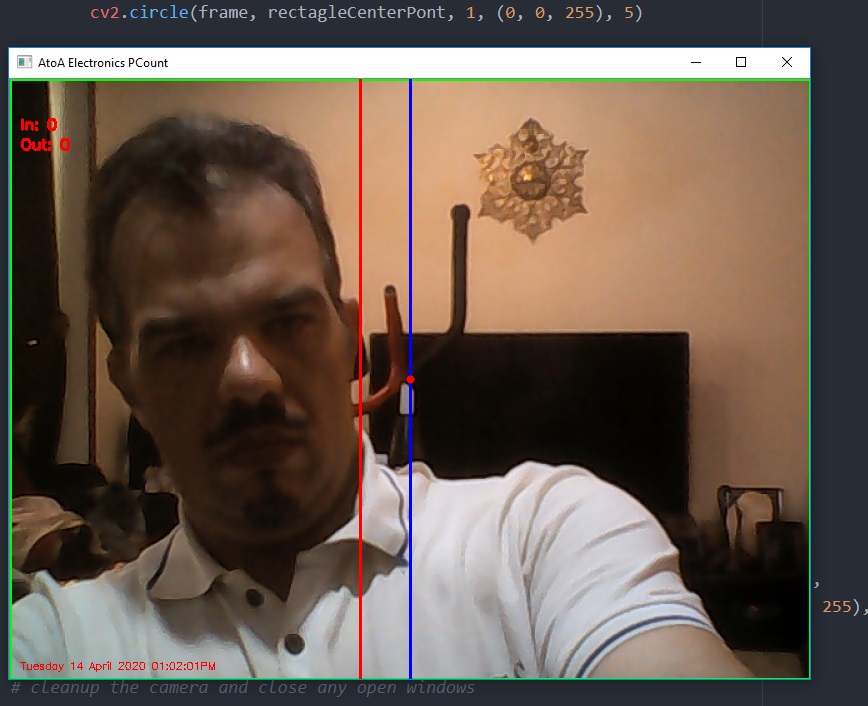 cv2.circle(frame, rectagleCenterPont, 1, (0, 0, 255), 5)
AtoA Electronics PCount
In: 0
Out: 0
,
255),
Tuesday 14 April 2020 01:02:01PM
# cleanup the camera and close any open windows